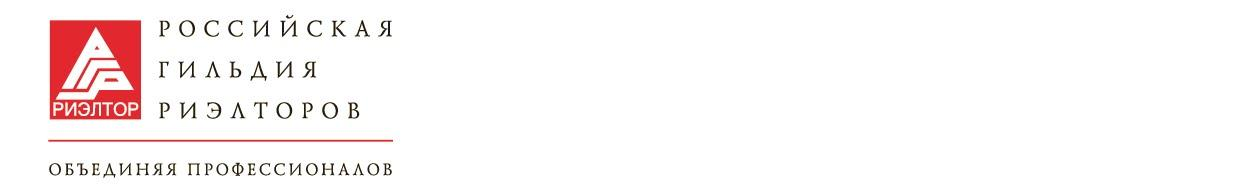 РОССИЙСКАЯ
ГИЛЬДИЯ
РИЭЛТОРОВ
РИЭЛТОР
ОБЪЕДИНЯЯ ПРОФЕССИОНАЛОВ